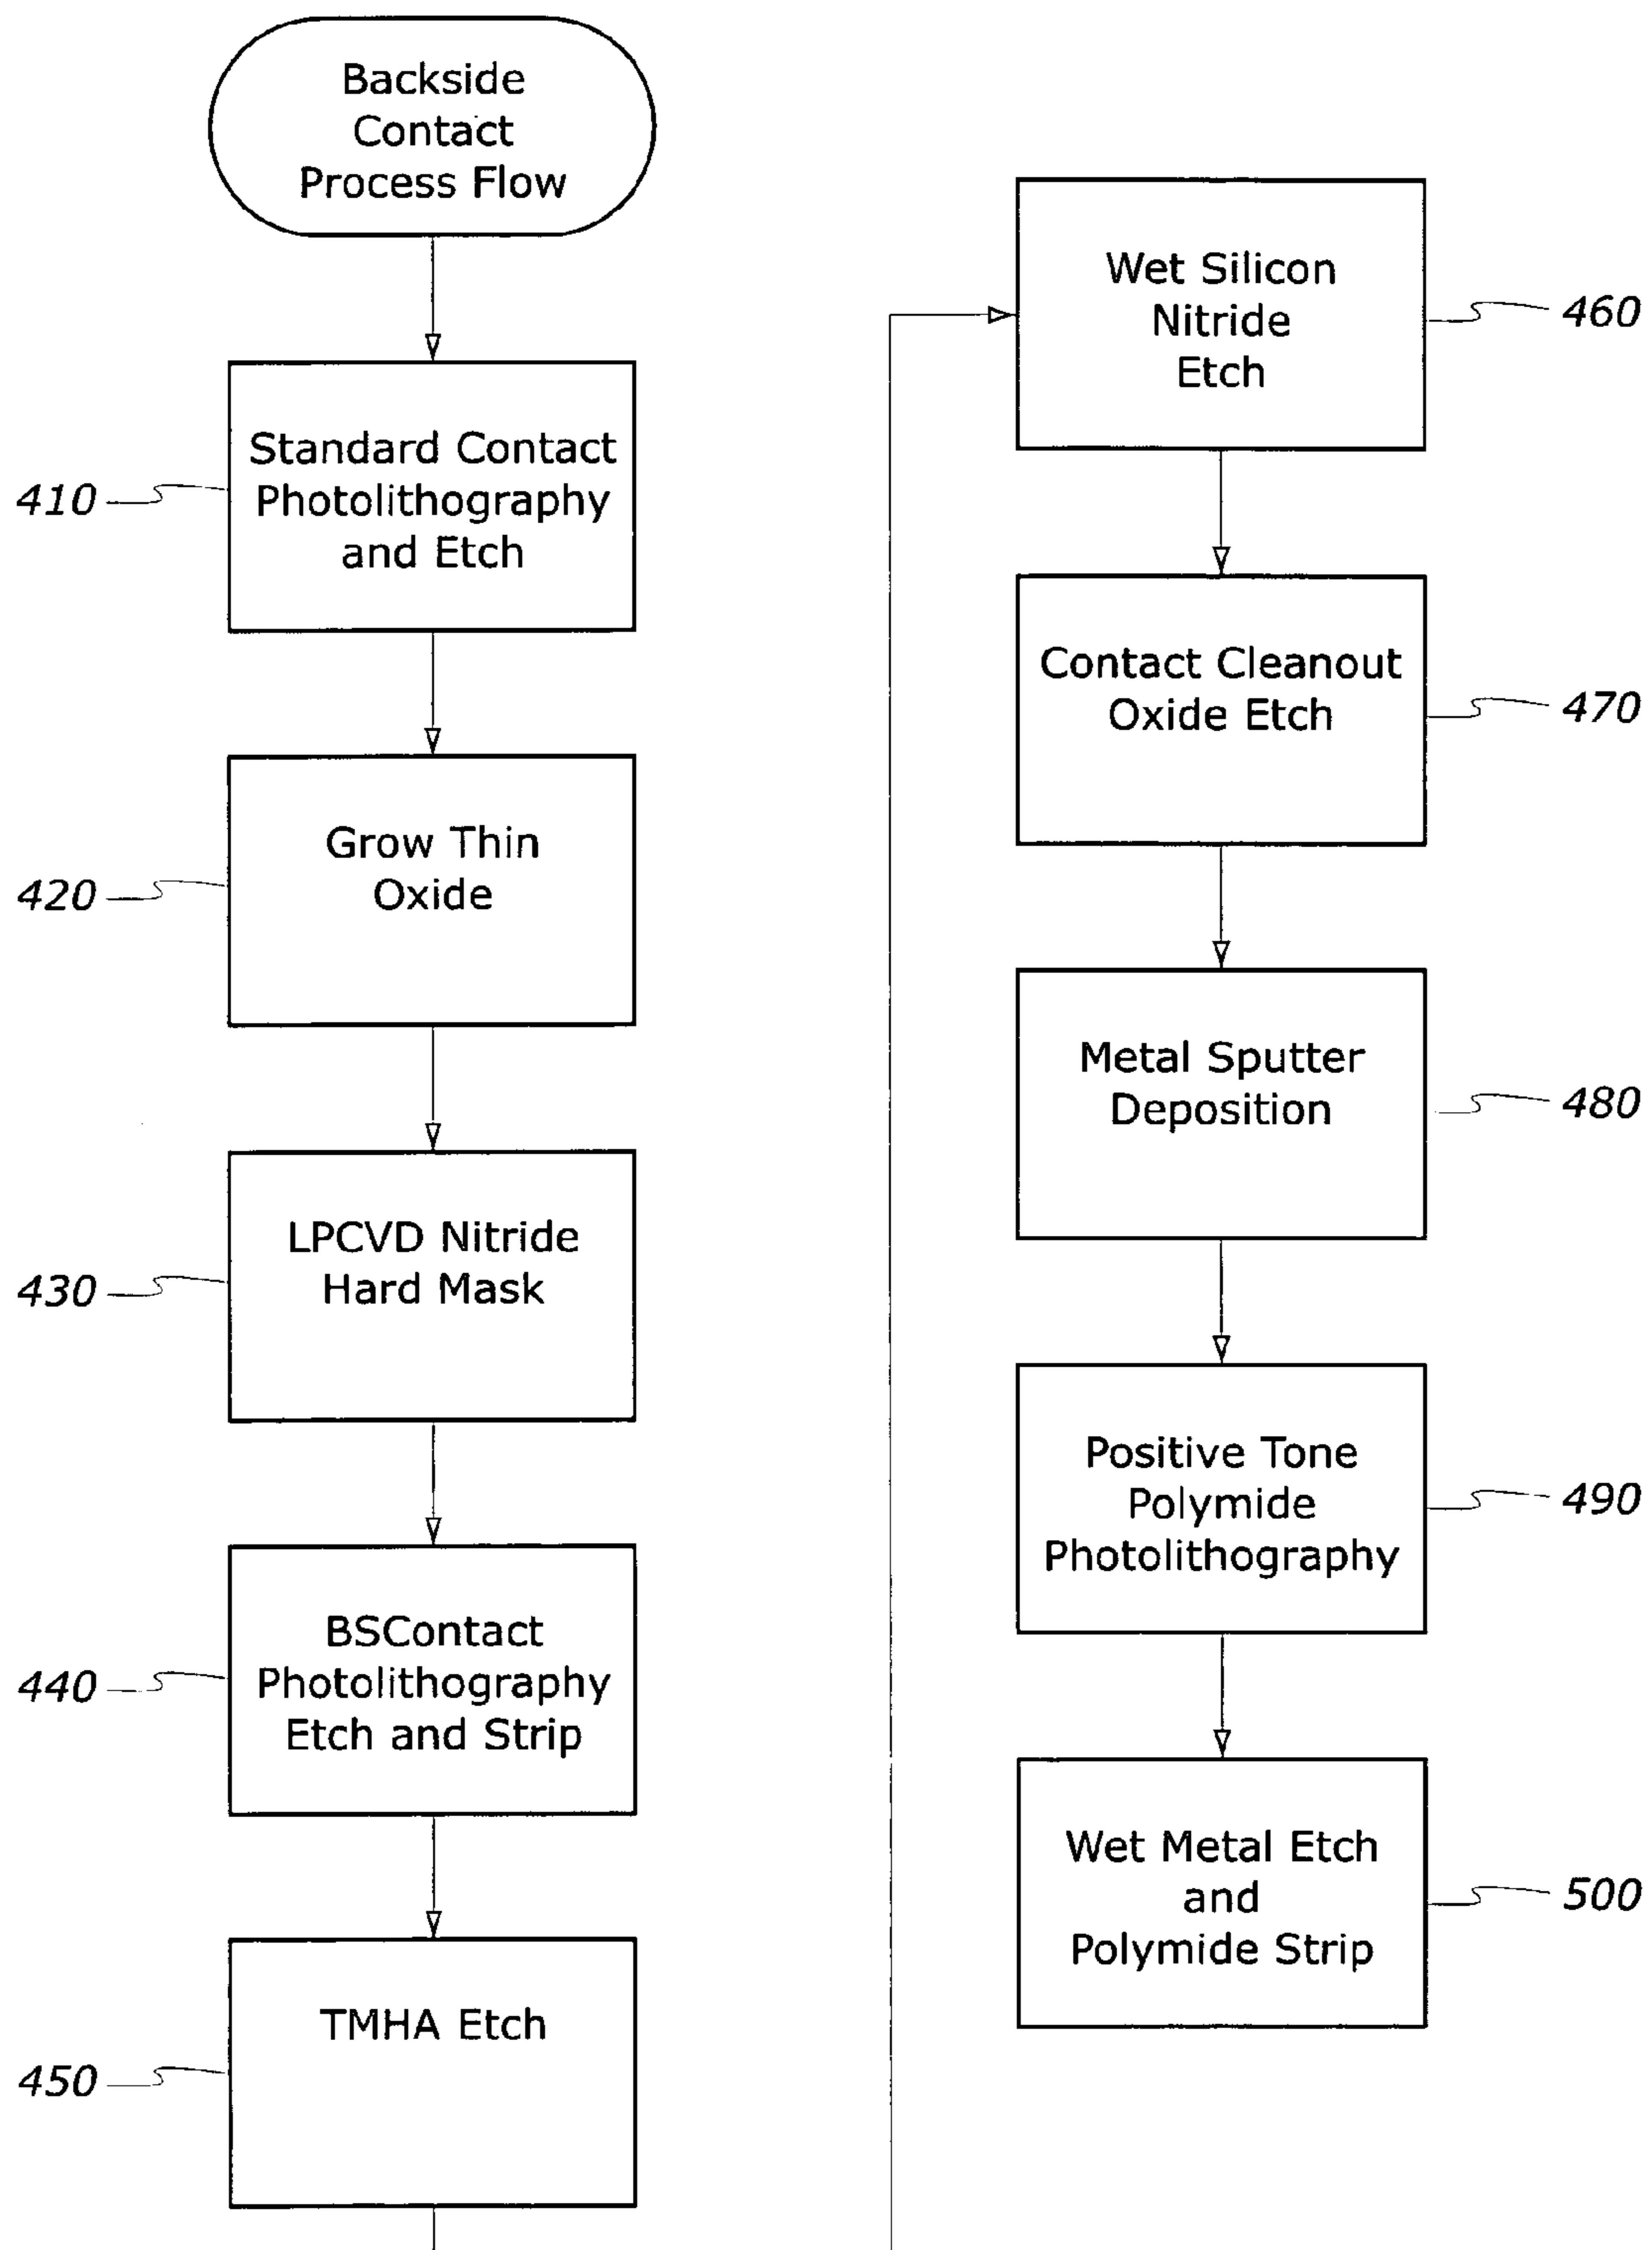 Backside
Contact
Process Flow
Standard Contact
Photolithography
and Etch
410
Grow Thin
Oxide
420
LPCVD Nitride
Hard Mask
430
BSContact
Photolithography
Etch and Strip
440
TMHA Etch
450
Wet Silicon
Nitride
Etch
460
Contact Cleanout
Oxide Etch
470
Metal Sputter
Deposition
480
Positive Tone
Polymide
Photolithography
490
Wet Metal Etch
and
Polymide Strip
500